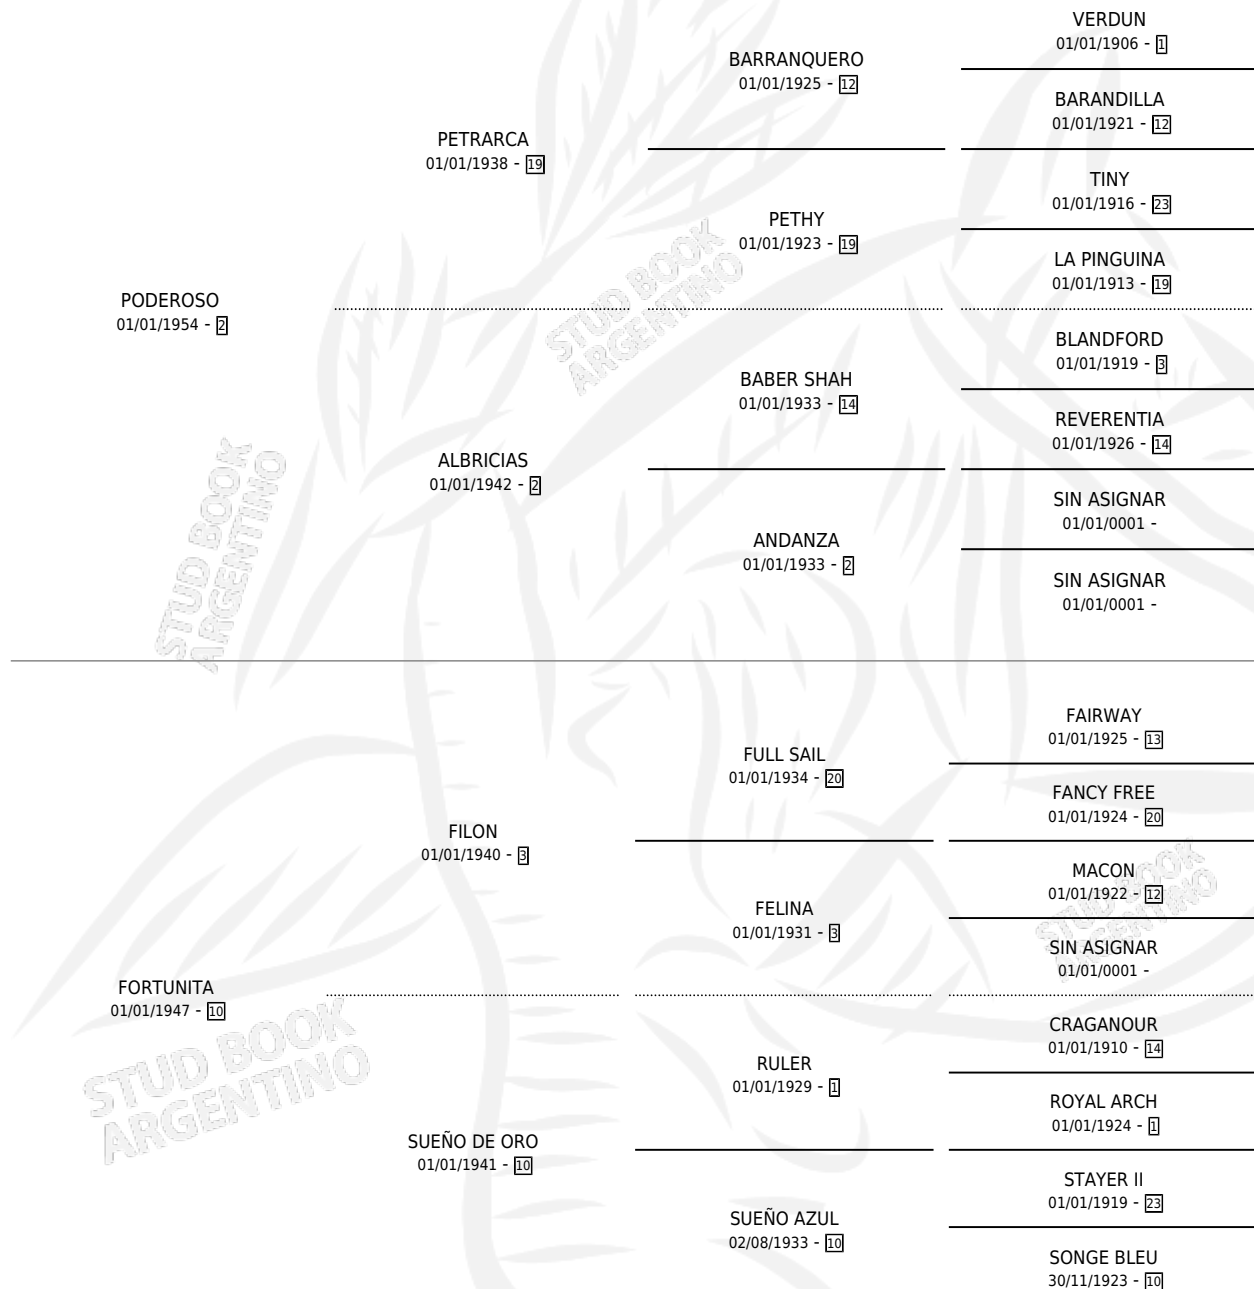 VERDUN
01/01/1906 - 1
BARRANQUERO
01/01/1925 - 12
BARANDILLA
01/01/1921 - 12
PETRARCA
01/01/1938 - 19
TINY
01/01/1916 - 23
PETHY
01/01/1923 - 19
LA PINGUINA
01/01/1913 - 19
PODEROSO
01/01/1954 - 2
BLANDFORD
01/01/1919 - 3
BABER SHAH
01/01/1933 - 14
REVERENTIA
01/01/1926 - 14
ALBRICIAS
01/01/1942 - 2
SIN ASIGNAR
01/01/0001 -
ANDANZA
01/01/1933 - 2
SIN ASIGNAR
01/01/0001 -
FAIRWAY
01/01/1925 - 13
FULL SAIL
01/01/1934 - 20
FANCY FREE
01/01/1924 - 20
FILON
01/01/1940 - 3
MACON
01/01/1922 - 12
FELINA
01/01/1931 - 3
SIN ASIGNAR
01/01/0001 -
FORTUNITA
01/01/1947 - 10
CRAGANOUR
01/01/1910 - 14
RULER
01/01/1929 - 1
ROYAL ARCH
01/01/1924 - 1
SUEÑO DE ORO
01/01/1941 - 10
STAYER II
01/01/1919 - 23
SUEÑO AZUL
02/08/1933 - 10
SONGE BLEU
30/11/1923 - 10
STUD BOOK
ARGENTINO
STUD BOOK
ARGENTINO
STUD BOOK
ARGENTINO
STUD BOOK
ARGENTINO